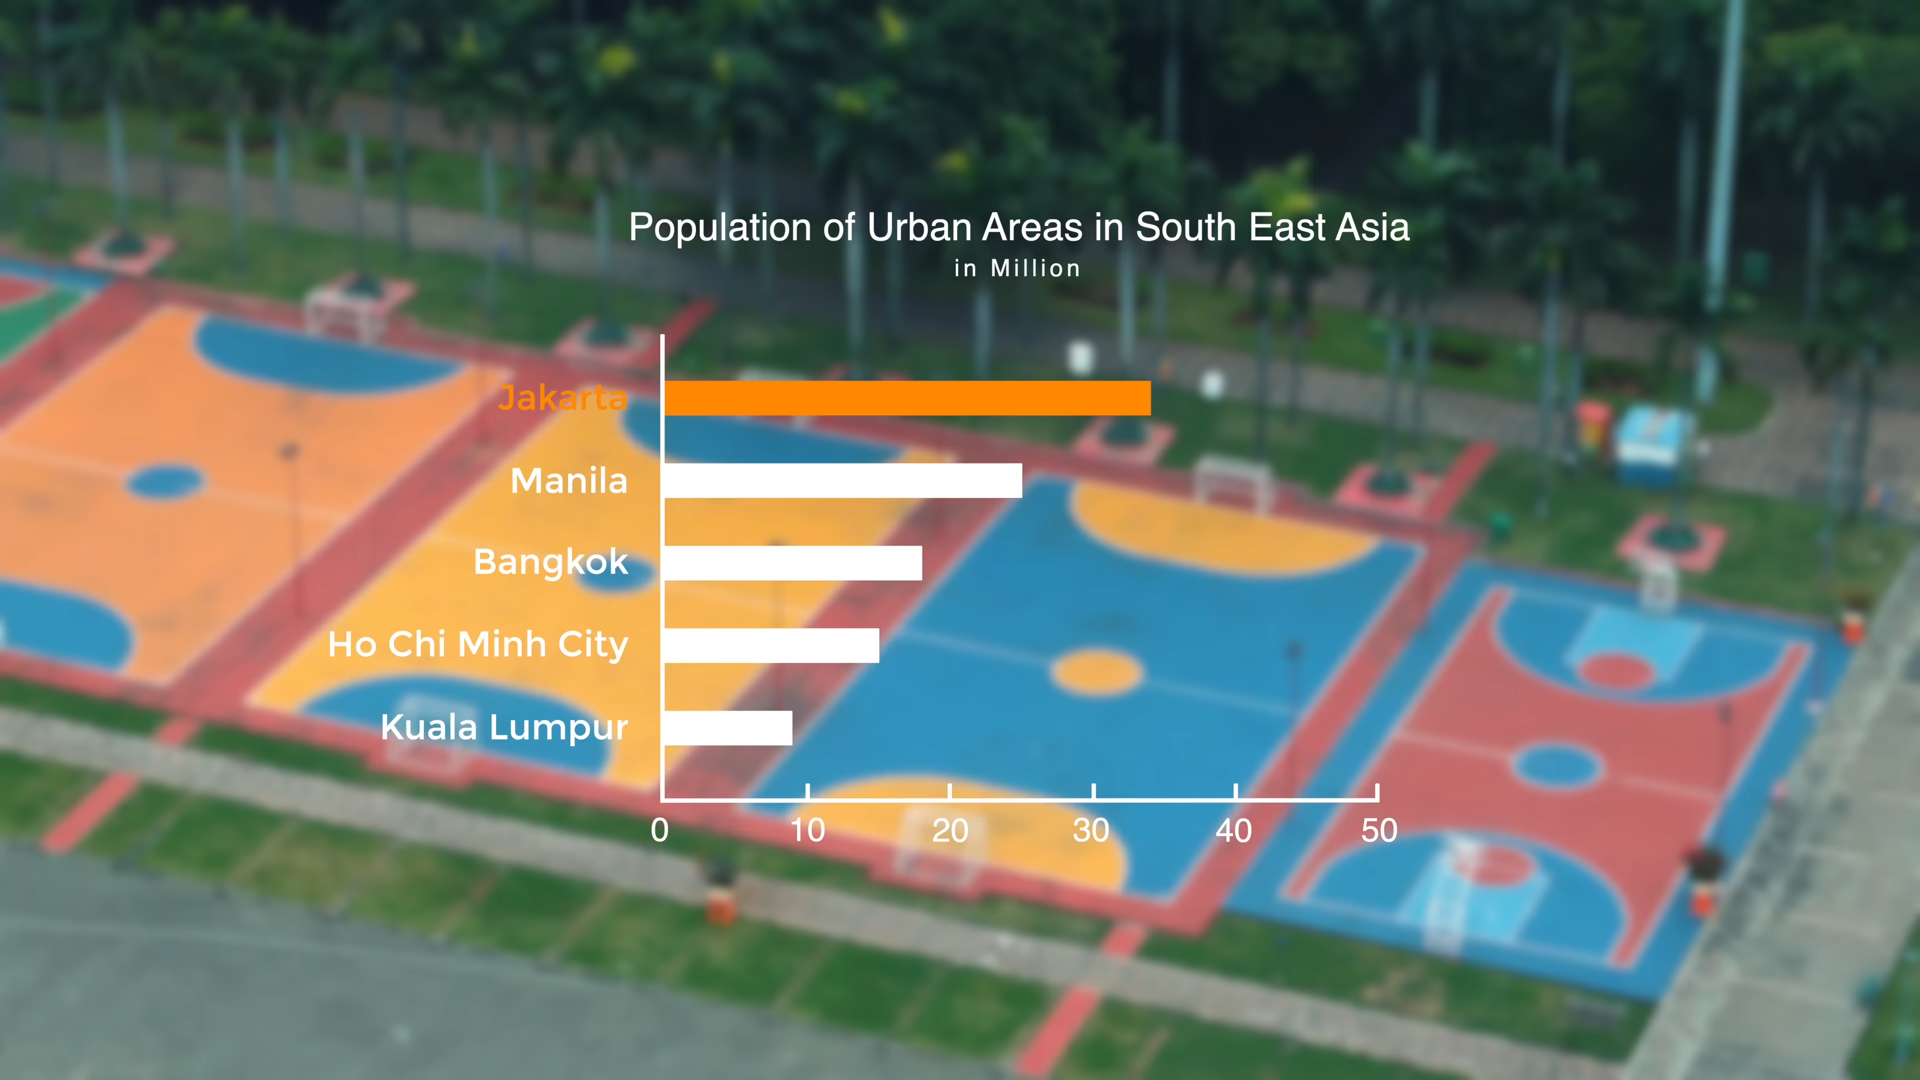 Population of Urban Areas in South East Asia
in Million
Jakarta
Manila
Bangkok
Ho Chi Minh City
Kuala Lumpur
0 10 20 30 40 50